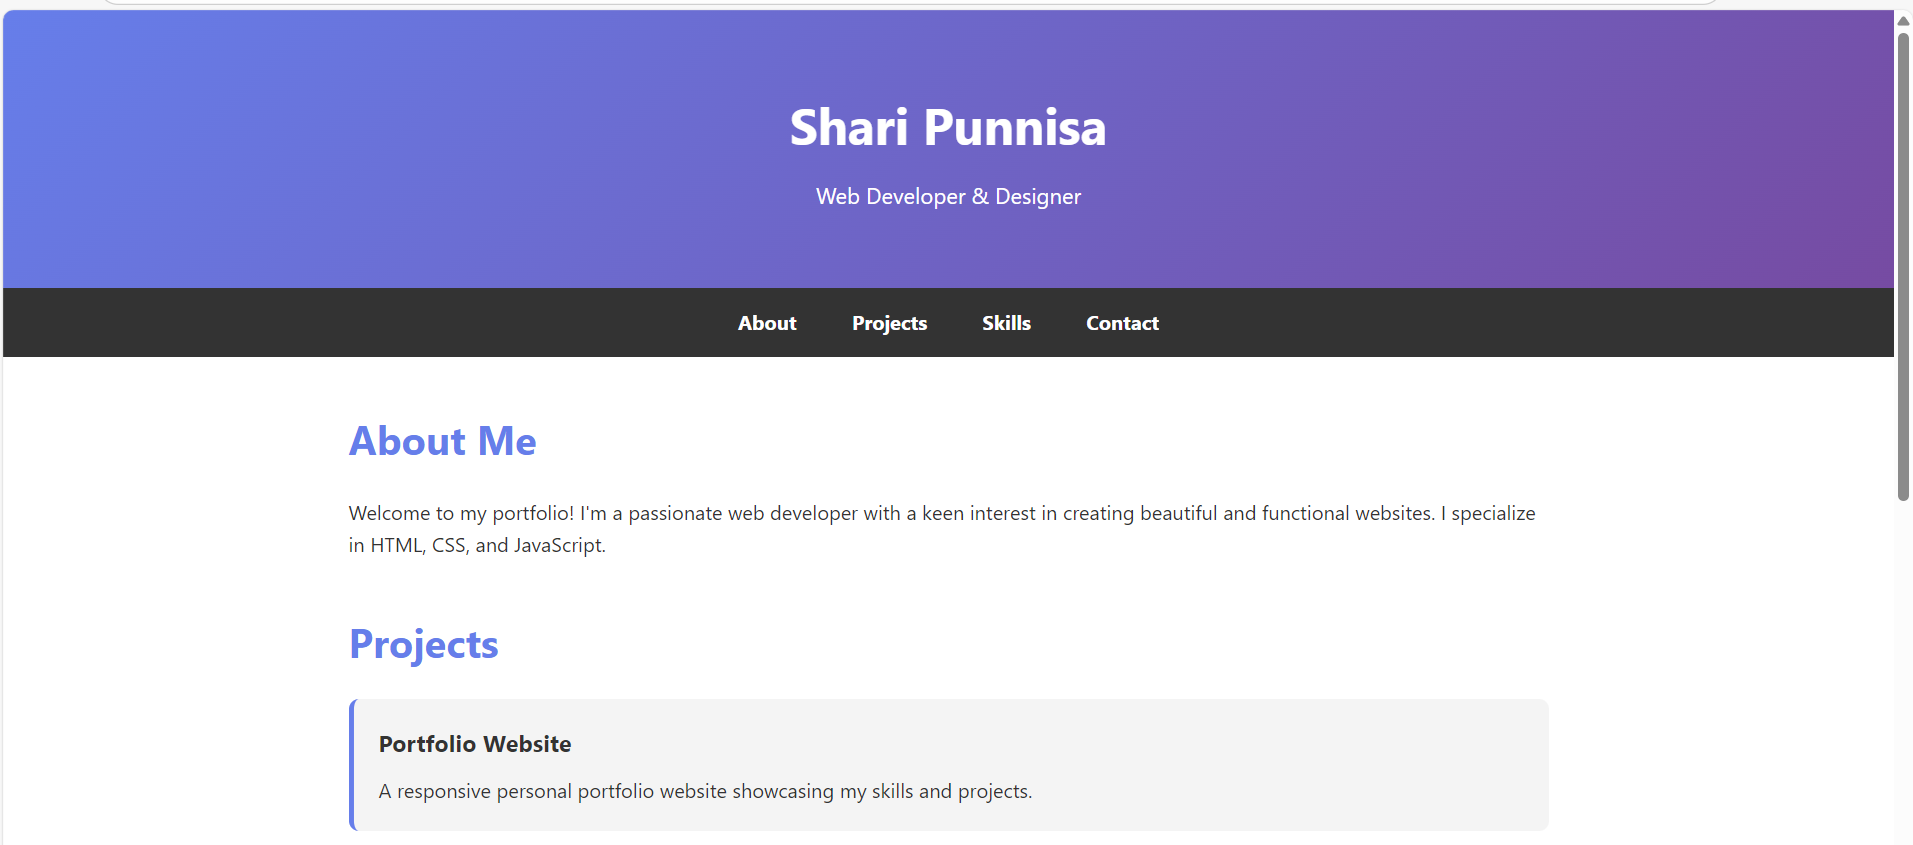 Shari Punnisa
Web Developer & Designer
About Projects Skills Contact
About Me
Welcome to my portfolio! I'm a passionate web developer with a keen interest in creating beautiful and functional websites. I specialize
in HTML, CSS, and JavaScript.
Projects
Portfolio Website
A responsive personal portfolio website showcasing my skills and projects.